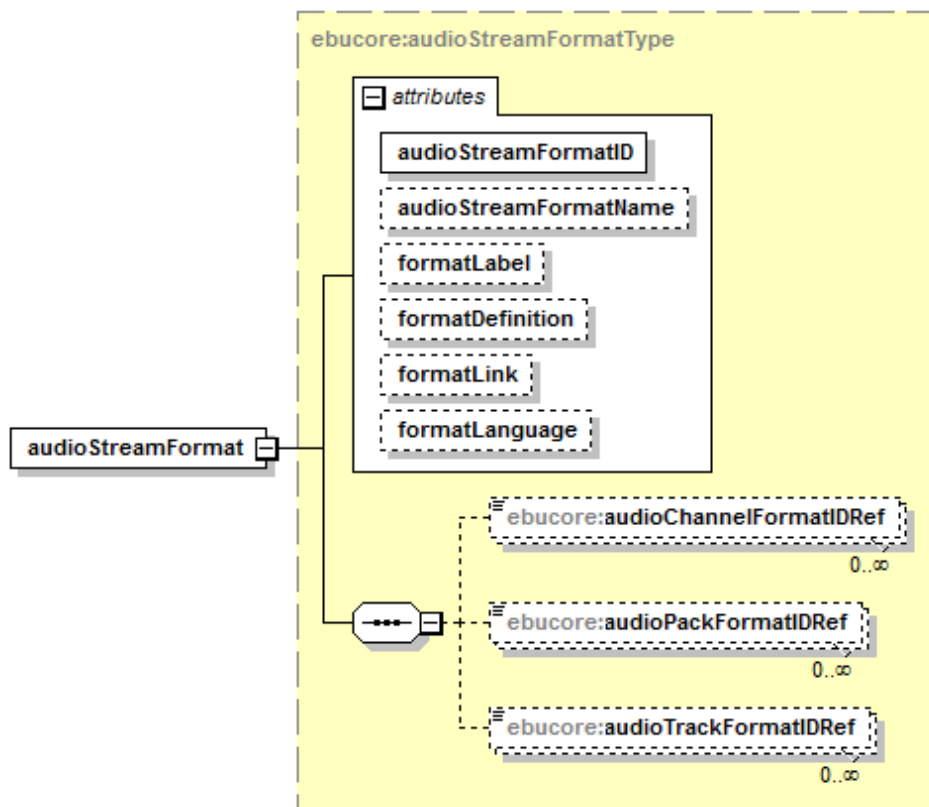 ebucore:audioStreamFormatType
attributes
audioStreamFormatID
audioStreamFormatName
formatLabel
formatDefinition
formatLink
formatLanguage
audioStreamFormat
ebucore:audioChannelFormatIDRef
0..∞
ebucore:audioPackFormatIDRef
0..∞
ebucore:audioTrackFormatIDRef
0..∞